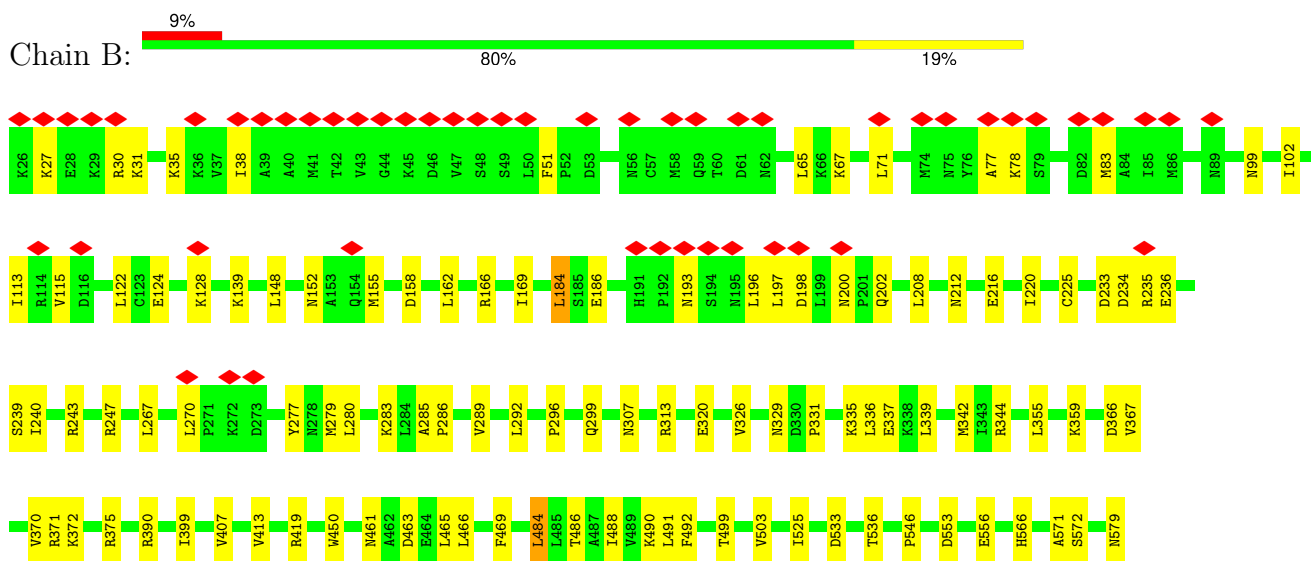 9%
Chain B:
80% 19%
K26 K27 E28 K29 R30 K31 K35 K36 V37 I38 A39 A40 M41 T42 V43 G44 K45 D46 V47 S48 S49 L50 F51 P52 D53 N56 C57 M58 Q59 T60 D61 N62 L65 K66 K67 L71 M74 N75 Y76 A77 K78 S79 D82 M83 A84 I85 M86 N89 N99 I102
I113 R114 V115 D116 L122 C123 E124 K128 K139 L148 N152 A153 Q154 M155 D158 L162 R166 I169 L184 S185 E186 H191 P192 N193 S194 N195 L196 L197 D198 L199 N200 P201 Q202 L208 N212 E216 I220 C225 D233 D234 R235 E236
S239 I240 R243 R247 L267 L270 P271 K272 D273 Y277 N278 M279 L280 K283 L284 A285 P286 V289 L292 P296 Q299 N307 R313 E320 V326 N329 D330 P331 K335 L336 E337 K338 L339 M342 I343 R344 L355 K359 D366 V367
V370 R371 K372 R375 R390 I399 V407 V413 R419 W450 N461 A462 D463 E464 L465 L466 F469 L484 L485 T486 A487 I488 V489 K490 L491 F492 T499 V503 I525 D533 T536 P546 D553 E556 H566 A571 S572 N579